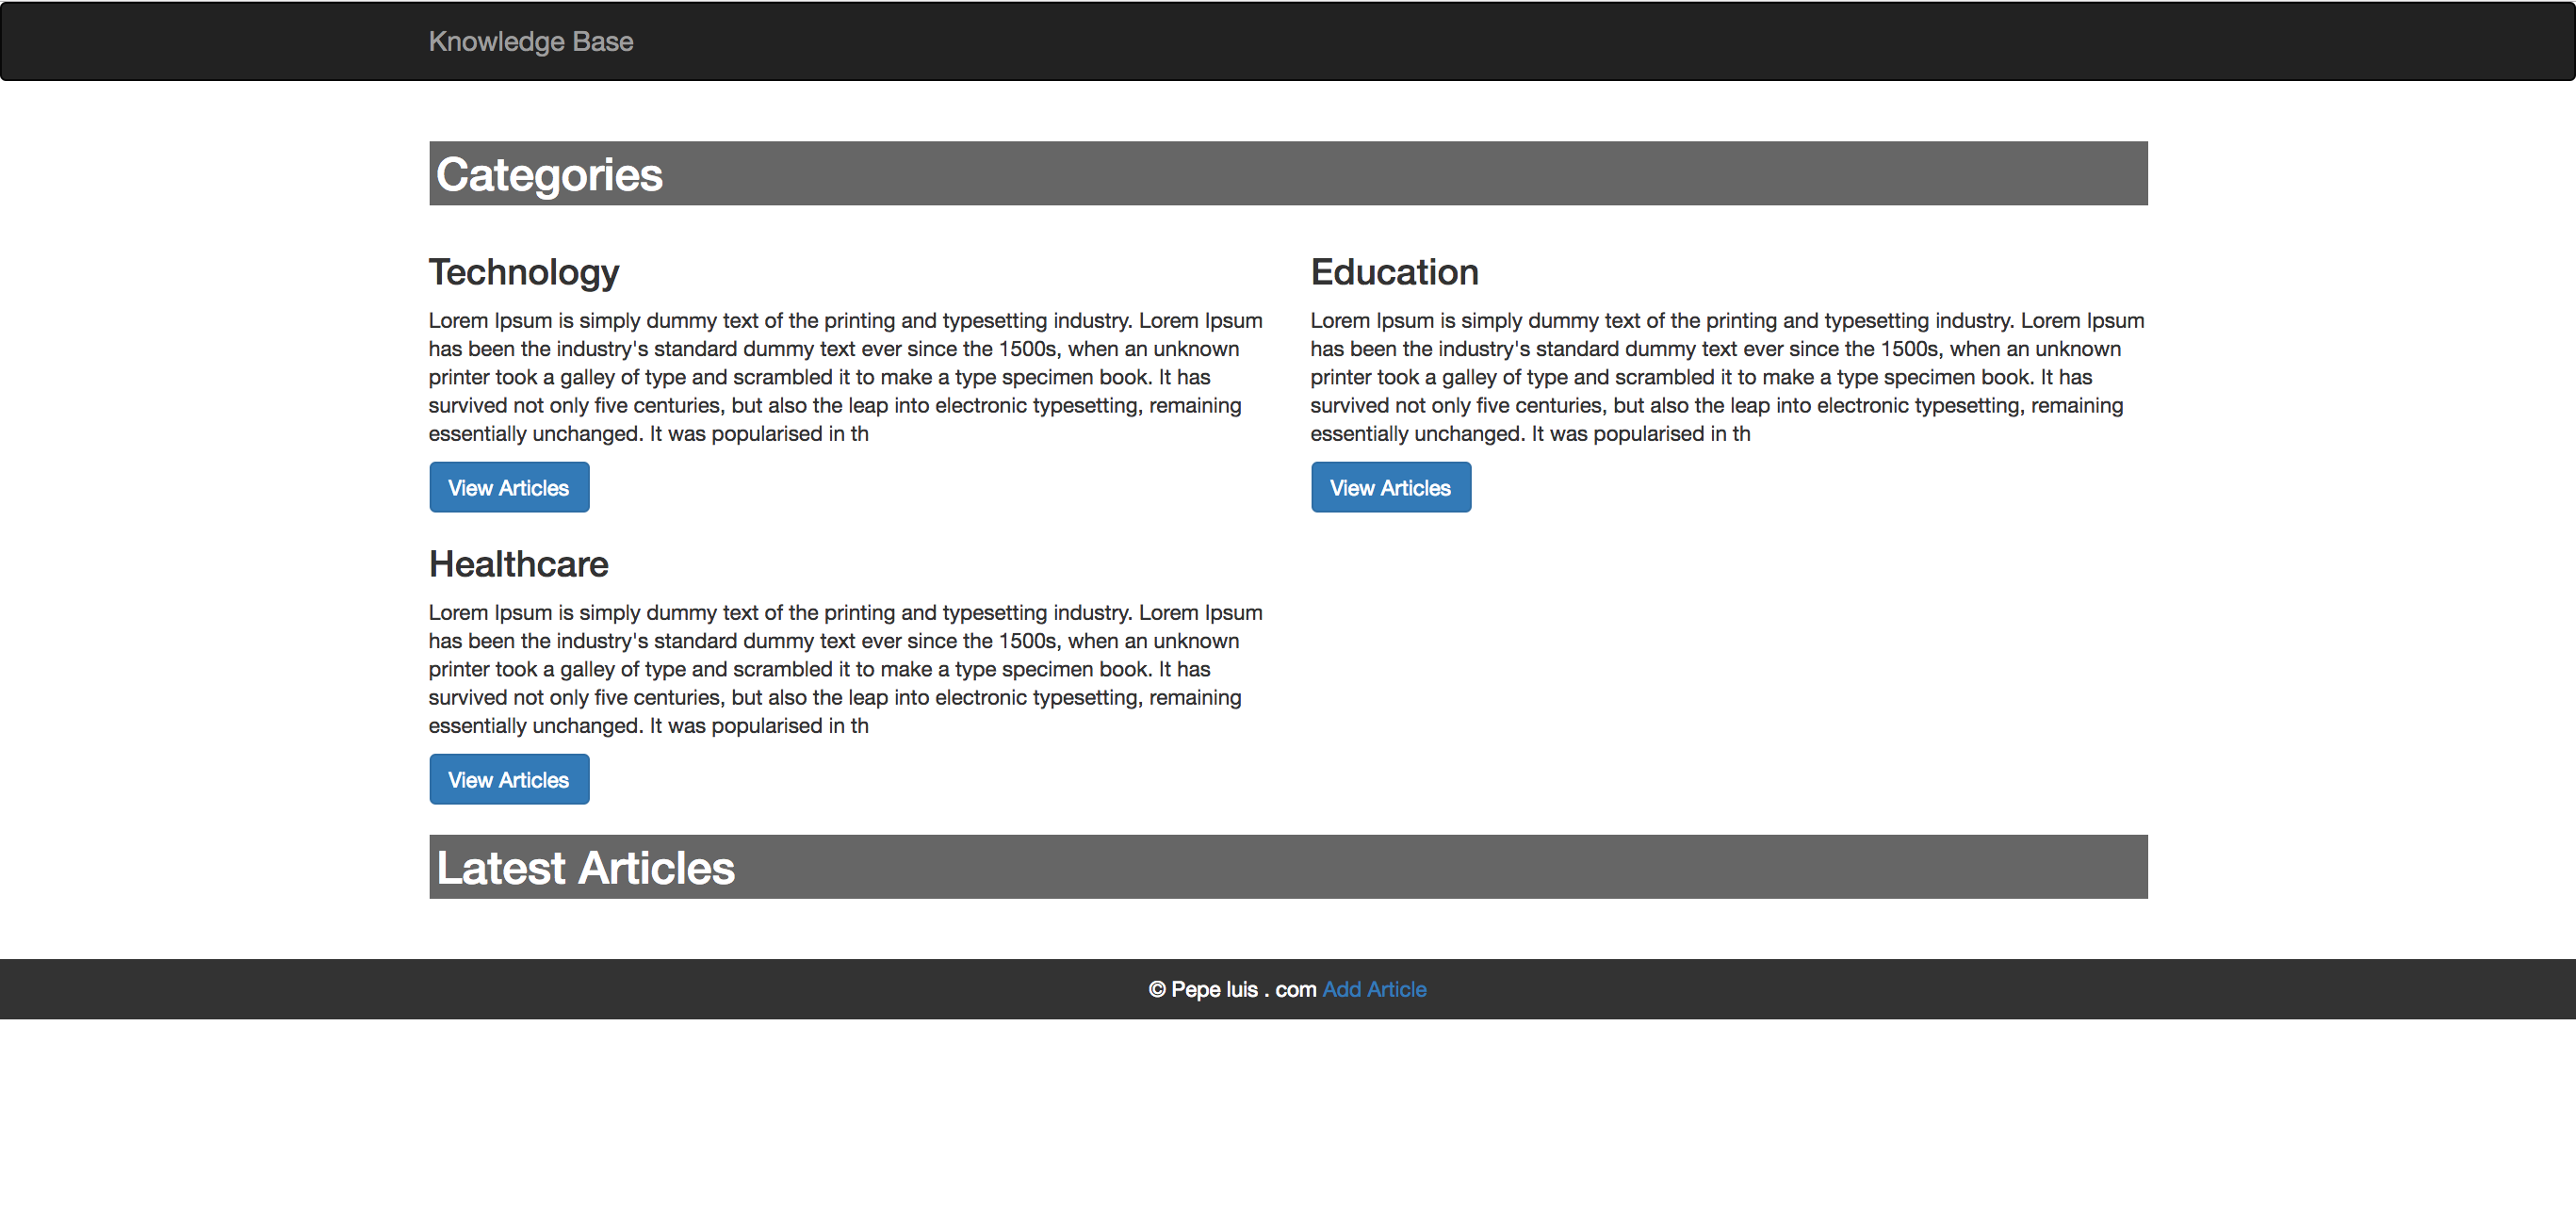 Knowledge Base
Categories
Technology
Lorem Ipsum is simply dummy text of the printing and typesetting industry. Lorem Ipsum
has been the industry's standard dummy text ever since the 1500s, when an unknown
printer took a galley of type and scrambled it to make a type specimen book. It has
survived not only five centuries, but also the leap into electronic typesetting, remaining
essentially unchanged. It was popularised in th
View Articles
Education
Lorem Ipsum is simply dummy text of the printing and typesetting industry. Lorem Ipsum
has been the industry's standard dummy text ever since the 1500s, when an unknown
printer took a galley of type and scrambled it to make a type specimen book. It has
survived not only five centuries, but also the leap into electronic typesetting, remaining
essentially unchanged. It was popularised in th
View Articles
Healthcare
Lorem Ipsum is simply dummy text of the printing and typesetting industry. Lorem Ipsum
has been the industry's standard dummy text ever since the 1500s, when an unknown
printer took a galley of type and scrambled it to make a type specimen book. It has
survived not only five centuries, but also the leap into electronic typesetting, remaining
essentially unchanged. It was popularised in th
View Articles
Latest Articles
© Pepe luis . com Add Article